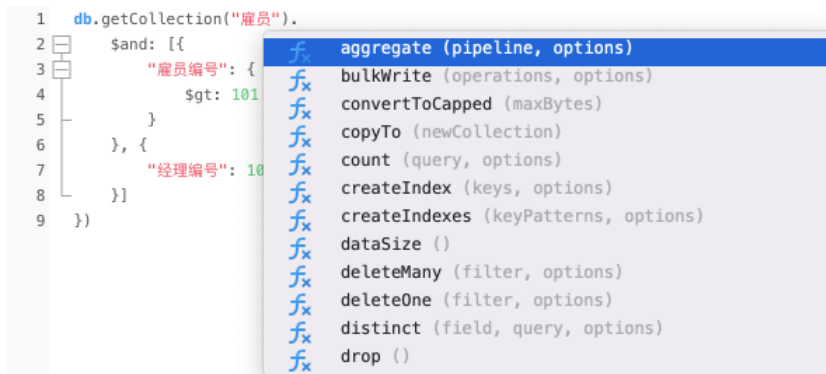 1 db.getCollection("雇员").
2 $and: [{
3 "雇员编号": {
4 $gt: 101
5 }
6 }, {
7 "经理编号": 10
8 }]
9 })
aggregate (pipeline, options)
bulkWrite (operations, options)
convertToCapped (maxBytes)
copyTo (newCollection)
count (query, options)
createIndex (keys, options)
createIndexes (keyPatterns, options)
dataSize ()
deleteMany (filter, options)
deleteOne (filter, options)
distinct (field, query, options)
drop ()